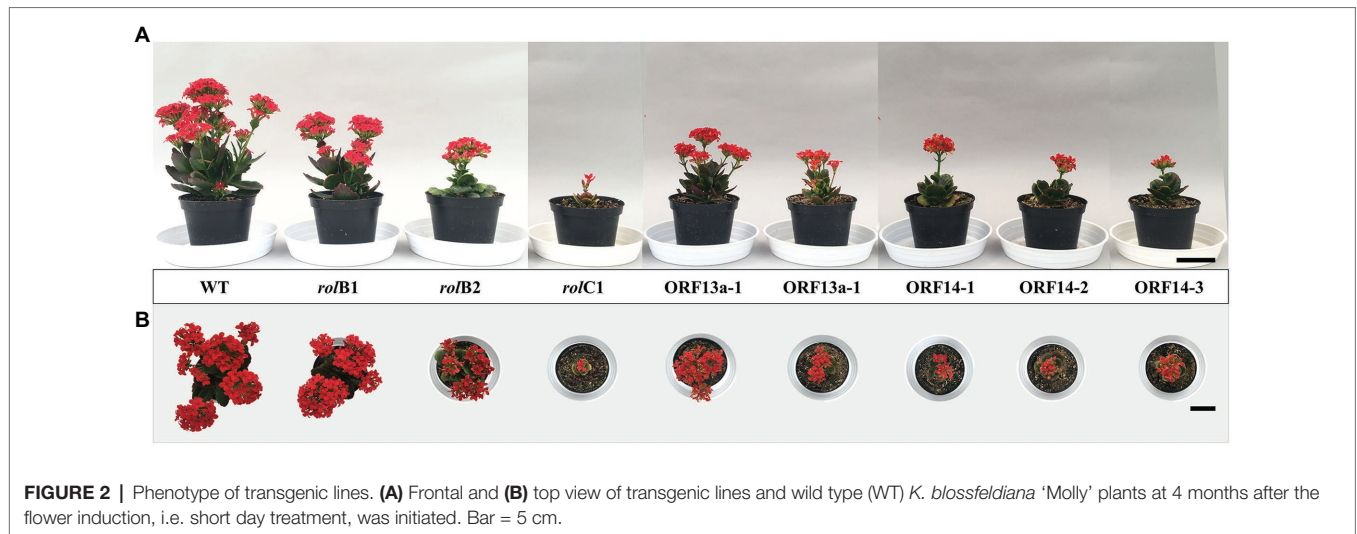 A
WT rolB1 rolB2 rolC1 ORF13a-1 ORF13a-1 ORF14-1 ORF14-2 ORF14-3
B
FIGURE 2 | Phenotype of transgenic lines. (A) Frontal and (B) top view of transgenic lines and wild type (WT) K. blossfeldiana ‘Molly’ plants at 4 months after the
flower induction, i.e. short day treatment, was initiated. Bar = 5 cm.